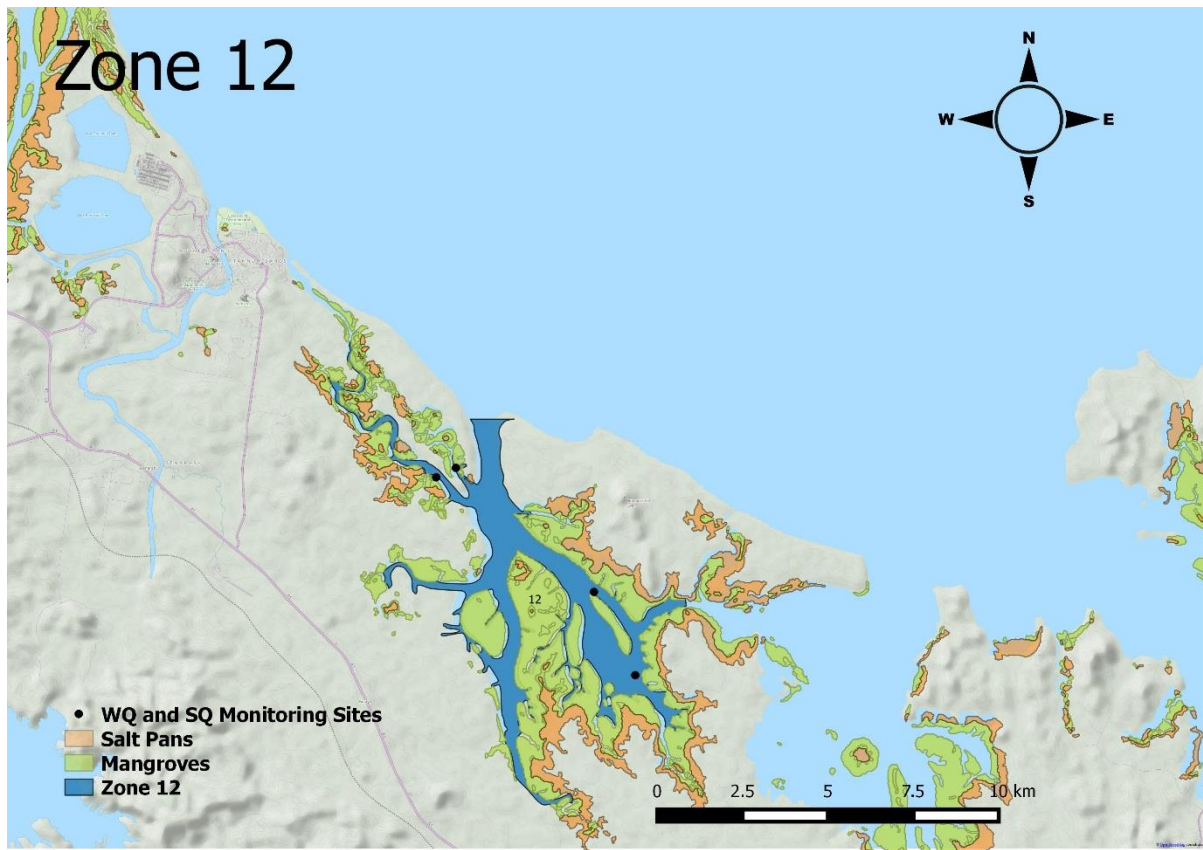 Zone 12
N
W E
S
12
WQ and SQ Monitoring Sites
Salt Pans
Mangroves
Zone 12
0 2.5 5 7.5 10 km